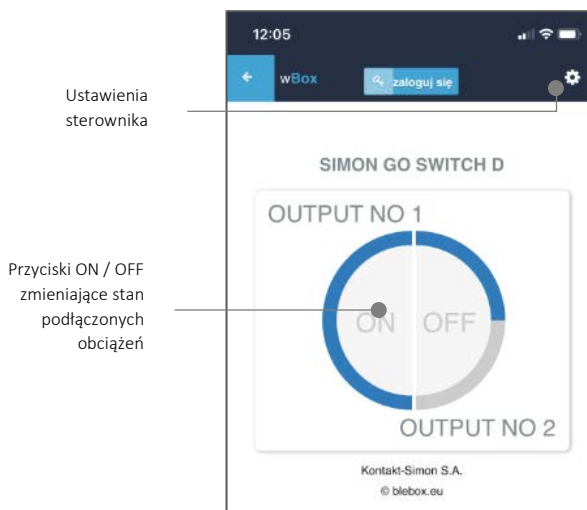 12:05
wBox
zaloguj się
Ustawienia
sterownika
SIMON GO SWITCH D
OUTPUT NO 1
Przyciski ON / OFF
zmieniające stan
podłączonych
obciążeń
ON OFF
OUTPUT NO 2
Kontakt-Simon S.A.
© blebox.eu